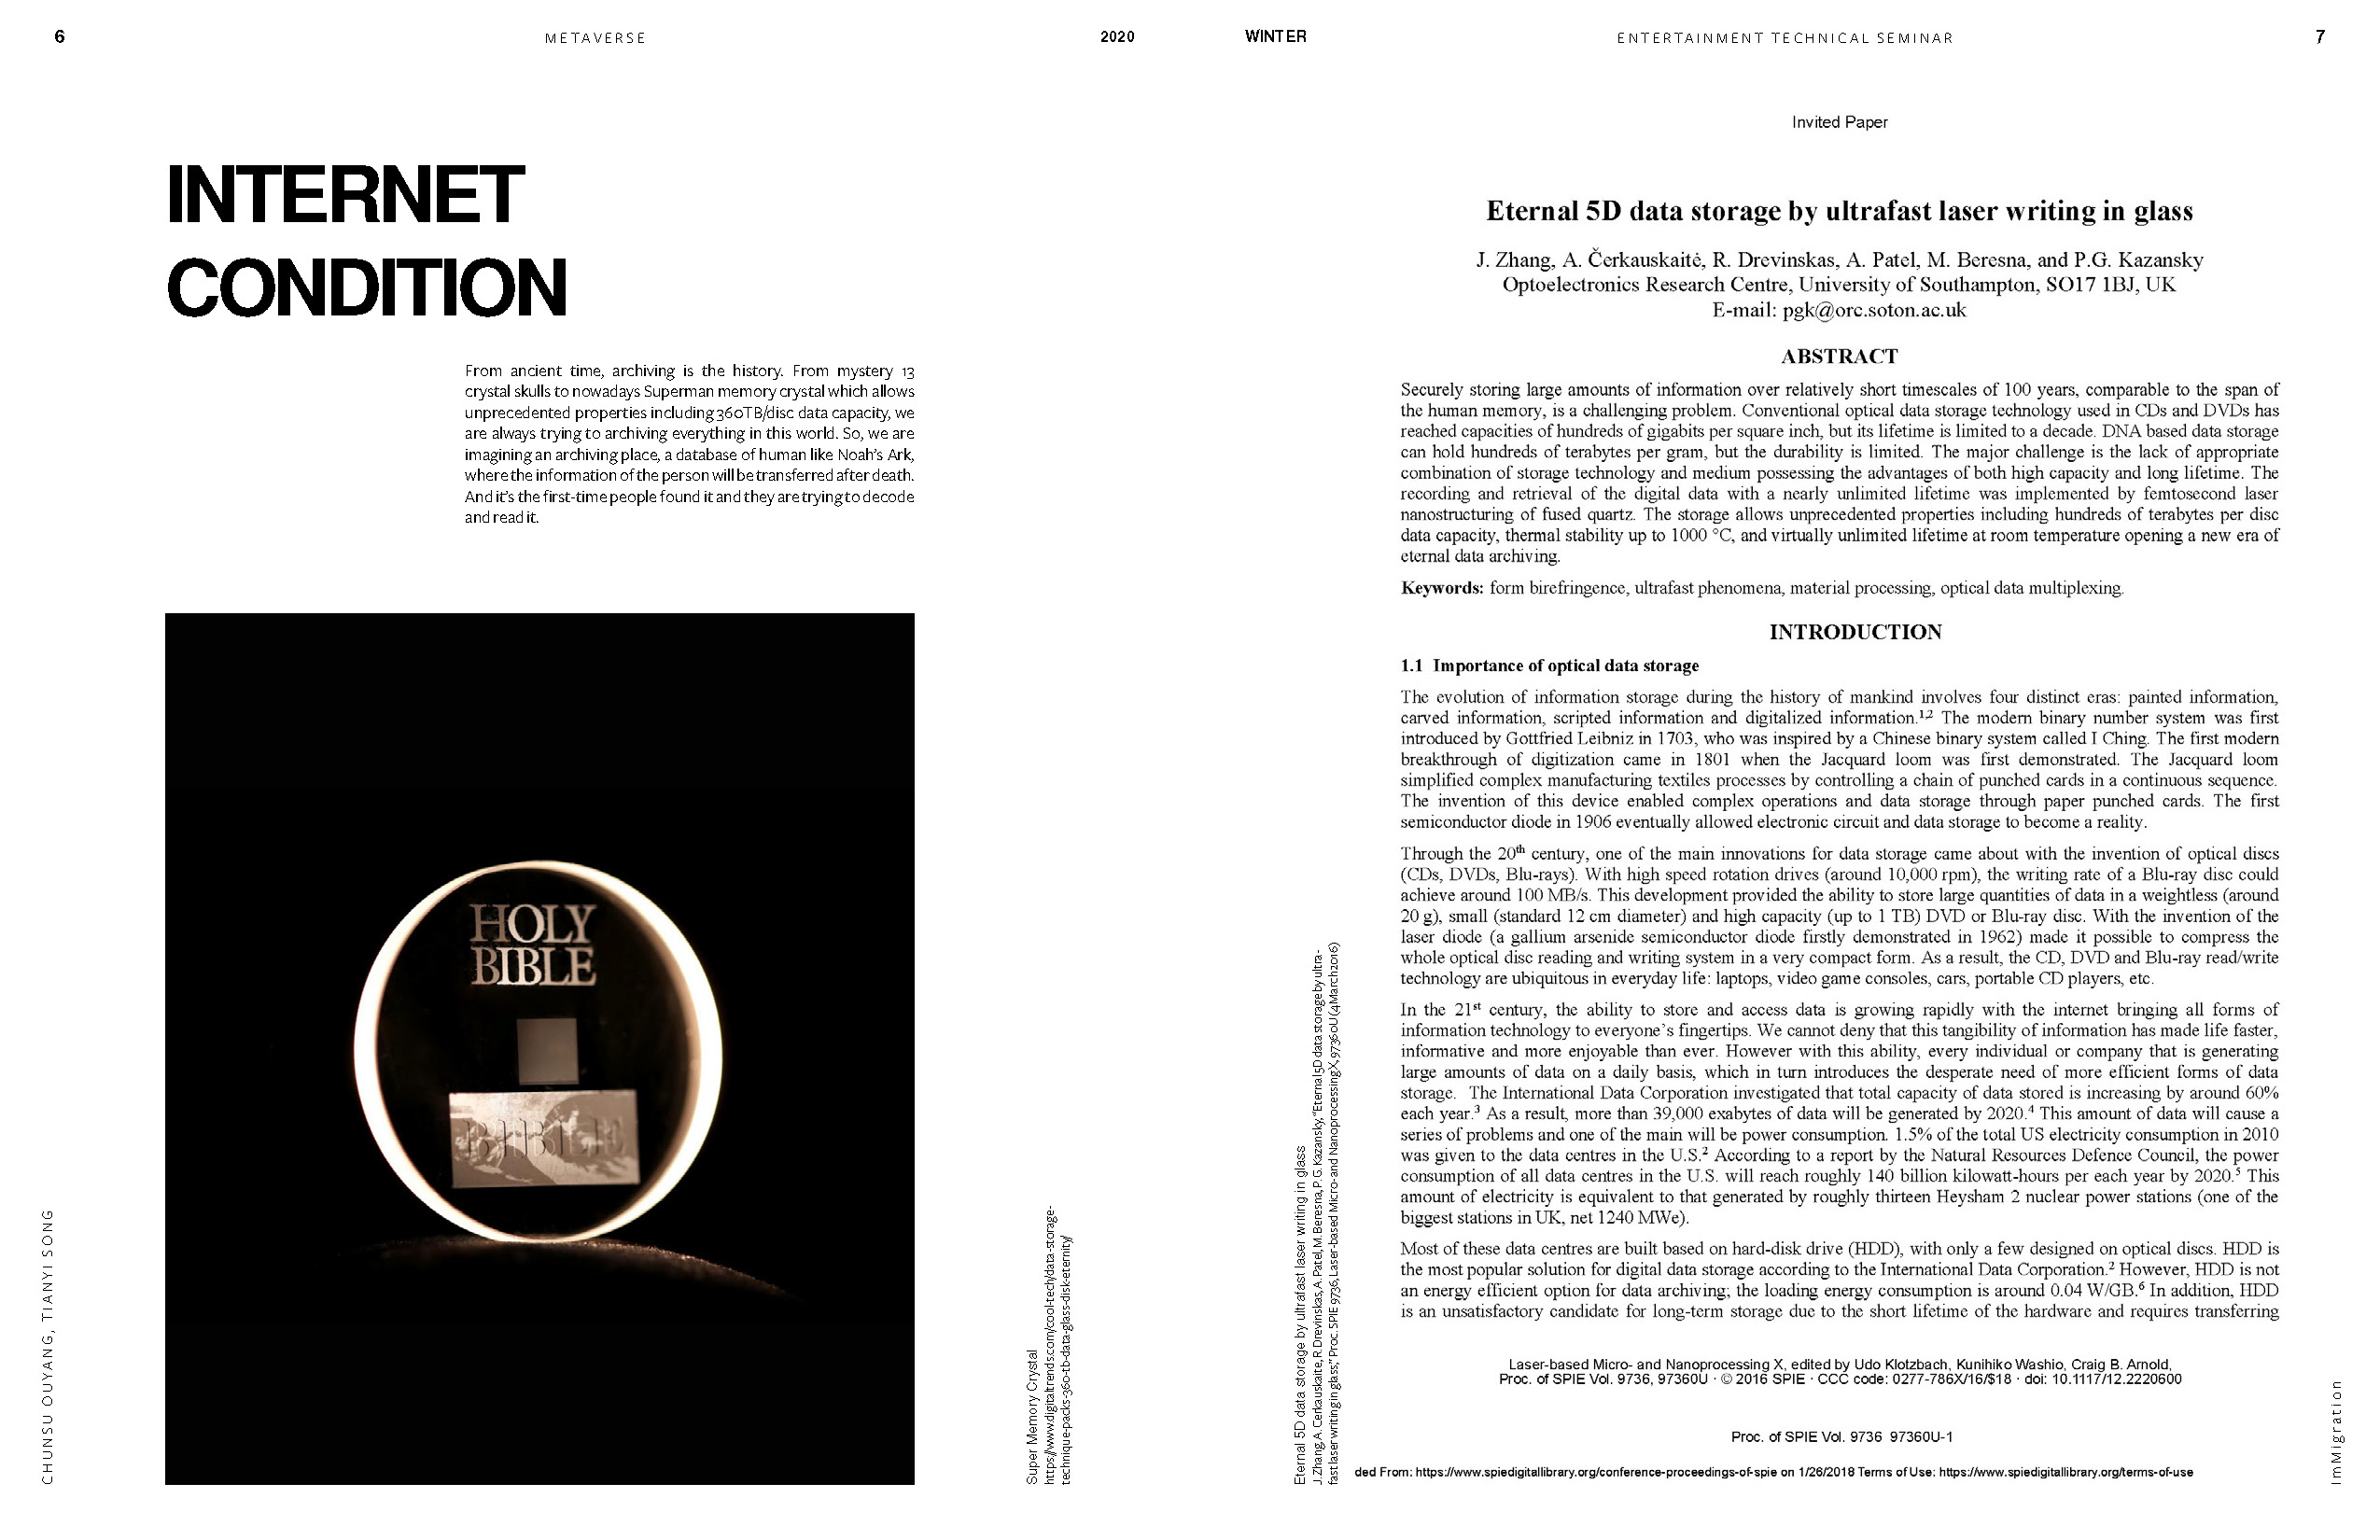 6
METAVERSE
2020
WINTER
ENTERTAINMENT TECHNICAL SEMINAR
7
INTERNET
CONDITION
From ancient time, archiving is the history. From mystery 13
crystal skulls to nowadays Superman memory crystal which allows
unprecedented properties including 360TB/disc data capacity, we
are always trying to archiving everything in this world. So, we are
imagining an archiving place, a database of human like Noah's Ark,
where the information of the person will be transferred after death.
And it's the first-time people found it and they are trying to decode
and read it.
HOLY
BIBLE
CHUNSU OUYANG, TIANYI SONG
Super Memory Crystal
https://www.digitaltrends.com/cool-tech/data-storage-
technique-packs-360-tb-data-glass-disk-eternity/
Eternal 5D data storage by ultrafast laser writing in glass
J. Zhang, A. Cerkauskaite, R. Drevinskas, A. Patel, M. Beresna, P. G. Kazansky, "Eternal 5D data storage by ultra-
fast laser writing in glass," Proc. SPIE 9736, Laser-based Micro- and Nanoprocessing X, 97360U (4 March 2016)
Invited Paper
Eternal 5D data storage by ultrafast laser writing in glass
J. Zhang, A. Čerkauskaitė, R. Drevinskas, A. Patel, M. Beresna, and P.G. Kazansky
Optoelectronics Research Centre, University of Southampton, SO17 1BJ, UK
E-mail: pgk@orc.soton.ac.uk
ABSTRACT
Securely storing large amounts of information over relatively short timescales of 100 years, comparable to the span of
the human memory, is a challenging problem. Conventional optical data storage technology used in CDs and DVDs has
reached capacities of hundreds of gigabits per square inch, but its lifetime is limited to a decade. DNA based data storage
can hold hundreds of terabytes per gram, but the durability is limited. The major challenge is the lack of appropriate
combination of storage technology and medium possessing the advantages of both high capacity and long lifetime. The
recording and retrieval of the digital data with a nearly unlimited lifetime was implemented by femtosecond laser
nanostructuring of fused quartz. The storage allows unprecedented properties including hundreds of terabytes per disc
data capacity, thermal stability up to 1000 °C, and virtually unlimited lifetime at room temperature opening a new era of
eternal data archiving.
Keywords: form birefringence, ultrafast phenomena, material processing, optical data multiplexing.
INTRODUCTION
1.1 Importance of optical data storage
The evolution of information storage during the history of mankind involves four distinct eras: painted information,
carved information, scripted information and digitalized information.1,2 The modern binary number system was first
introduced by Gottfried Leibniz in 1703, who was inspired by a Chinese binary system called I Ching. The first modern
breakthrough of digitization came in 1801 when the Jacquard loom was first demonstrated. The Jacquard loom
simplified complex manufacturing textiles processes by controlling a chain of punched cards in a continuous sequence.
The invention of this device enabled complex operations and data storage through paper punched cards. The first
semiconductor diode in 1906 eventually allowed electronic circuit and data storage to become a reality.
Through the 20th century, one of the main innovations for data storage came about with the invention of optical discs
(CDs, DVDs, Blu-rays). With high speed rotation drives (around 10,000 rpm), the writing rate of a Blu-ray disc could
achieve around 100 MB/s. This development provided the ability to store large quantities of data in a weightless (around
20 g), small (standard 12 cm diameter) and high capacity (up to 1 TB) DVD or Blu-ray disc. With the invention of the
laser diode (a gallium arsenide semiconductor diode firstly demonstrated in 1962) made it possible to compress the
whole optical disc reading and writing system in a very compact form. As a result, the CD, DVD and Blu-ray read/write
technology are ubiquitous in everyday life: laptops, video game consoles, cars, portable CD players, etc.
In the 21st century, the ability to store and access data is growing rapidly with the internet bringing all forms of
information technology to everyone's fingertips. We cannot deny that this tangibility of information has made life faster,
informative and more enjoyable than ever. However with this ability, every individual or company that is generating
large amounts of data on a daily basis, which in turn introduces the desperate need of more efficient forms of data
storage. The International Data Corporation investigated that total capacity of data stored is increasing by around 60%
each year.3 As a result, more than 39,000 exabytes of data will be generated by 2020.4 This amount of data will cause a
series of problems and one of the main will be power consumption. 1.5% of the total US electricity consumption in 2010
was given to the data centres in the U.S.2 According to a report by the Natural Resources Defence Council, the power
consumption of all data centres in the U.S. will reach roughly 140 billion kilowatt-hours per each year by 2020.5 This
amount of electricity is equivalent to that generated by roughly thirteen Heysham 2 nuclear power stations (one of the
biggest stations in UK, net 1240 MWe).
Most of these data centres are built based on hard-disk drive (HDD), with only a few designed on optical discs. HDD is
the most popular solution for digital data storage according to the International Data Corporation.2 However, HDD is not
an energy efficient option for data archiving; the loading energy consumption is around 0.04 W/GB.6 In addition, HDD
is an unsatisfactory candidate for long-term storage due to the short lifetime of the hardware and requires transferring
Laser-based Micro- and Nanoprocessing X, edited by Udo Klotzbach, Kunihiko Washio, Craig B. Arnold,
Proc. of SPIE Vol. 9736, 97360U · © 2016 SPIE · CCC code: 0277-786X/16/$18 · doi: 10.1117/12.2220600
Proc. of SPIE Vol. 9736 97360U-1
ded From: https://www.spiedigitallibrary.org/conference-proceedings-of-spie on 1/26/2018 Terms of Use: https://www.spiedigitallibrary.org/terms-of-use
ImMigration